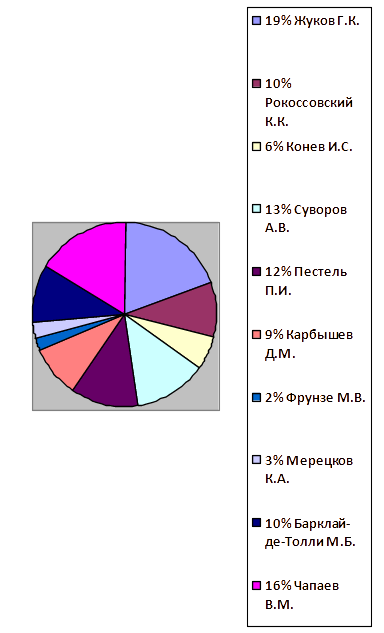 19% Жуков Г.К.
10%
Рокоссовский
К.К.
6% Конев И.С.
13% Суворов
А.В.
12% Пестель
П.И.
9% Карбышев
Д.М.
2% Фрунзе М.В.
3% Мерецков
К.А.
10% Барклай-
де-Толли М.Б.
16% Чапаев
В.М.